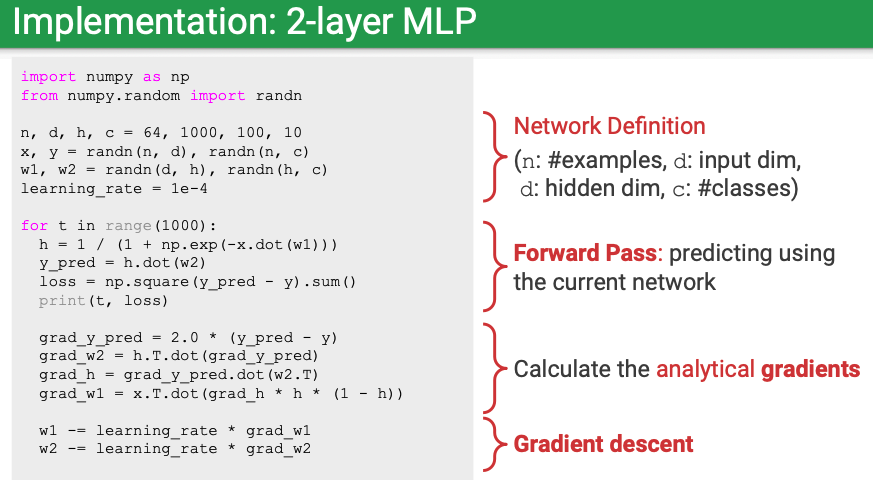 Implementation: 2-layer MLP
import numpy as np
from numpy.random import randn
n, d, h, c = 64, 1000, 100, 10
x, y = randn(n, d), randn(n, c)
w1, w2 = randn(d, h), randn(h, c)
learning_rate = 1e-4
for t in range(1000):
  h = 1 / (1 + np.exp(-x.dot(w1)))
  y_pred = h.dot(w2)
  loss = np.square(y_pred - y).sum()
  print(t, loss)
  grad_y_pred = 2.0 * (y_pred - y)
  grad_w2 = h.T.dot(grad_y_pred)
  grad_h = grad_y_pred.dot(w2.T)
  grad_w1 = x.T.dot(grad_h * h * (1 - h))
  w1 -= learning_rate * grad_w1
  w2 -= learning_rate * grad_w2
Network Definition
(n: #examples, d: input dim,
d: hidden dim, c: #classes)
Forward Pass: predicting using
the current network
Calculate the analytical gradients
Gradient descent